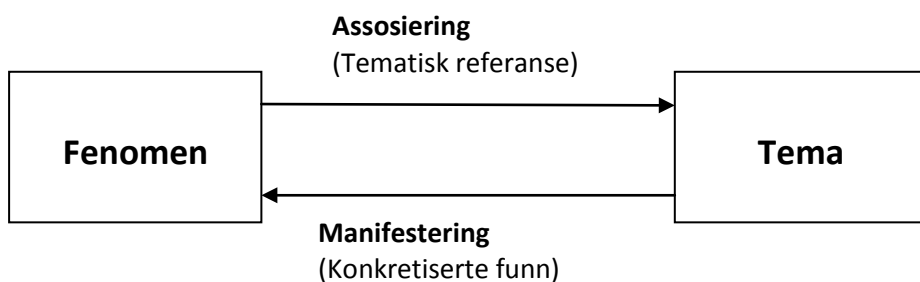 Assosiering
(Tematisk referanse)
Fenomen
Tema
Manifestering
(Konkretiserte funn)